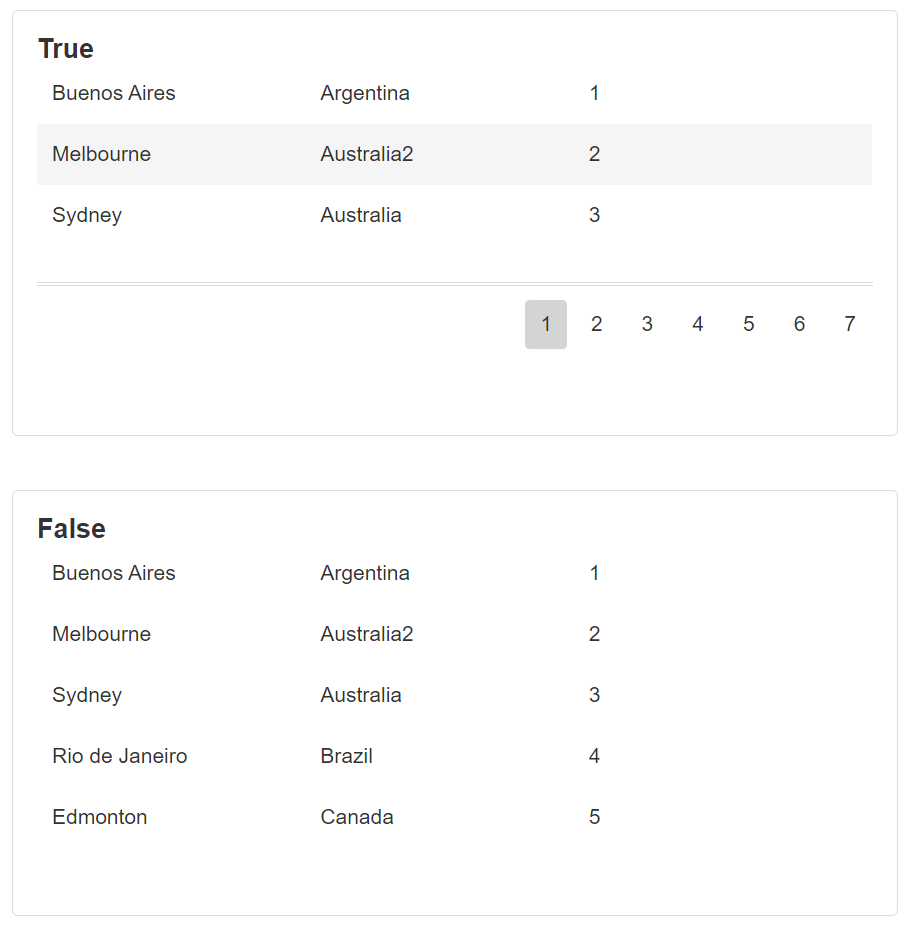 True
Buenos Aires Argentina 1
Melbourne Australia2 2
Sydney Australia 3
1 2 3 4 5 6 7
False
Buenos Aires Argentina 1
Melbourne Australia2 2
Sydney Australia 3
Rio de Janeiro Brazil 4
Edmonton Canada 5